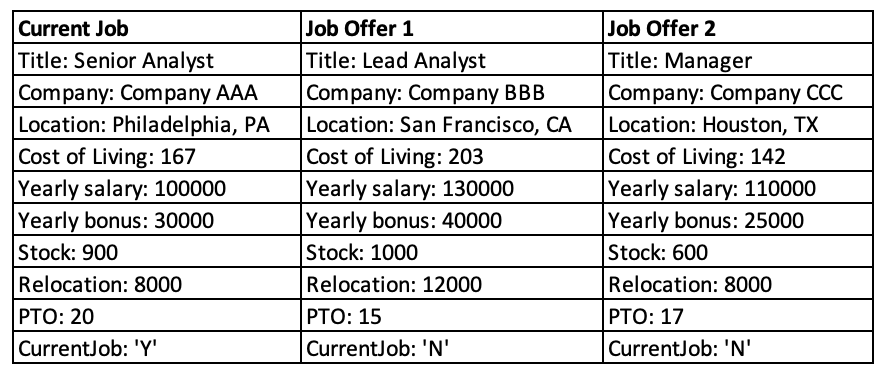 Current Job	Job Offer 1	Job Offer 2
Title: Senior Analyst	Title: Lead Analyst	Title: Manager
Company: Company AAA	Company: Company BBB	Company: Company CCC
Location: Philadelphia, PA	Location: San Francisco, CA	Location: Houston, TX
Cost of Living: 167	Cost of Living: 203	Cost of Living: 142
Yearly salary: 100000	Yearly salary: 130000	Yearly salary: 110000
Yearly bonus: 30000	Yearly bonus: 40000	Yearly bonus: 25000
Stock: 900	Stock: 1000	Stock: 600
Relocation: 8000	Relocation: 12000	Relocation: 8000
PTO: 20	PTO: 15	PTO: 17
CurrentJob: 'Y'	CurrentJob: 'N'	CurrentJob: 'N'